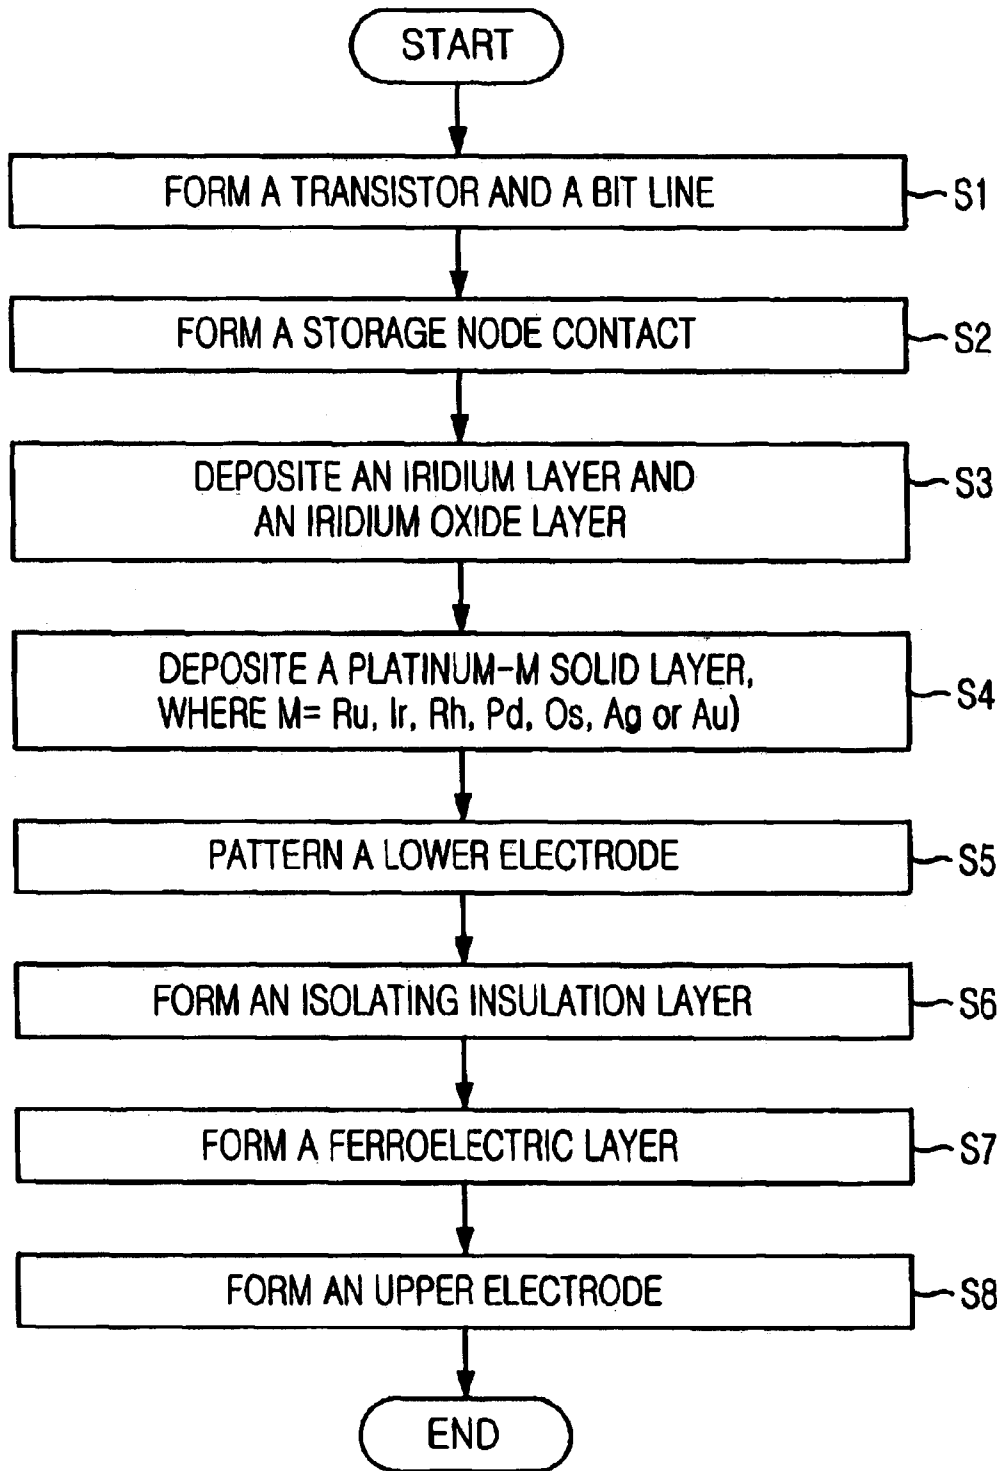 START
FORM A TRANSISTOR AND A BIT LINE
S1
FORM A STORAGE NODE CONTACT
S2
DEPOSITE AN IRIDIUM LAYER AND
AN IRIDIUM OXIDE LAYER
S3
DEPOSITE A PLATINUM-M SOLID LAYER,
WHERE M= Ru, Ir, Rh, Pd, Os, Ag or Au)
S4
PATTERN A LOWER ELECTRODE
S5
FORM AN ISOLATING INSULATION LAYER
S6
FORM A FERROELECTRIC LAYER
S7
FORM AN UPPER ELECTRODE
S8
END